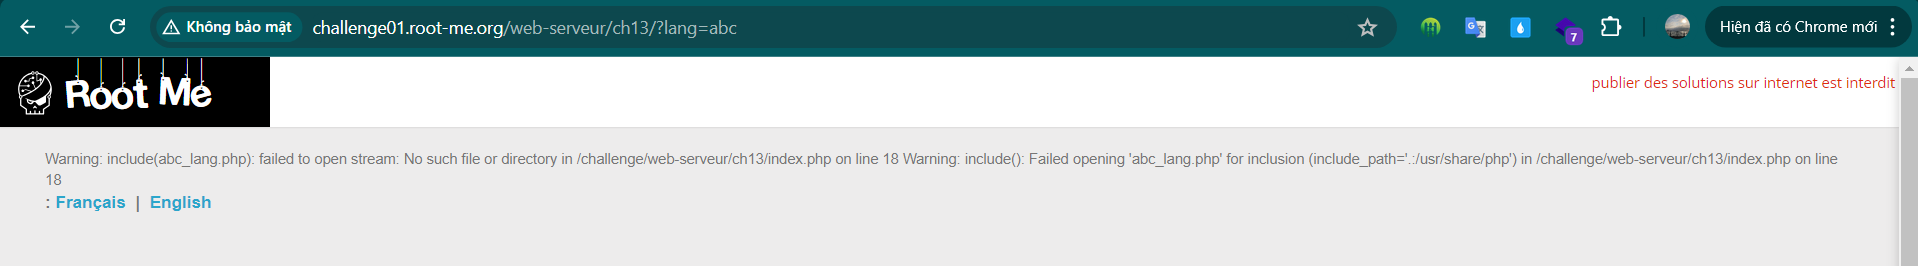 Không bảo mật challenge01.root-me.org/web-serveur/ch13/?lang=abc 7 Hiện đã có Chrome mới
Root Me
publier des solutions sur internet est interdit
Warning: include(abc_lang.php): failed to open stream: No such file or directory in /challenge/web-serveur/ch13/index.php on line 18 Warning: include(): Failed opening 'abc_lang.php' for inclusion (include_path='.:/usr/share/php') in /challenge/web-serveur/ch13/index.php on line
18
: Français | English